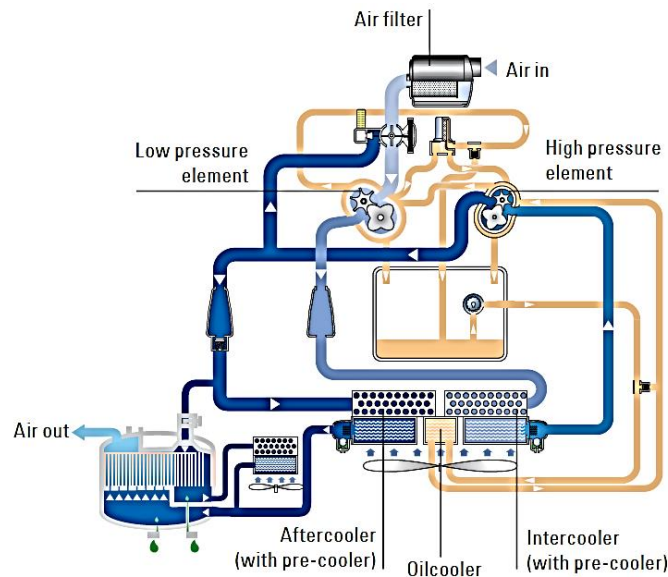 Air filter
Air in
Low pressure
element
High pressure
element
Air out
Aftercooler
(with pre-cooler)
Oilcooler
Intercooler
(with pre-cooler)